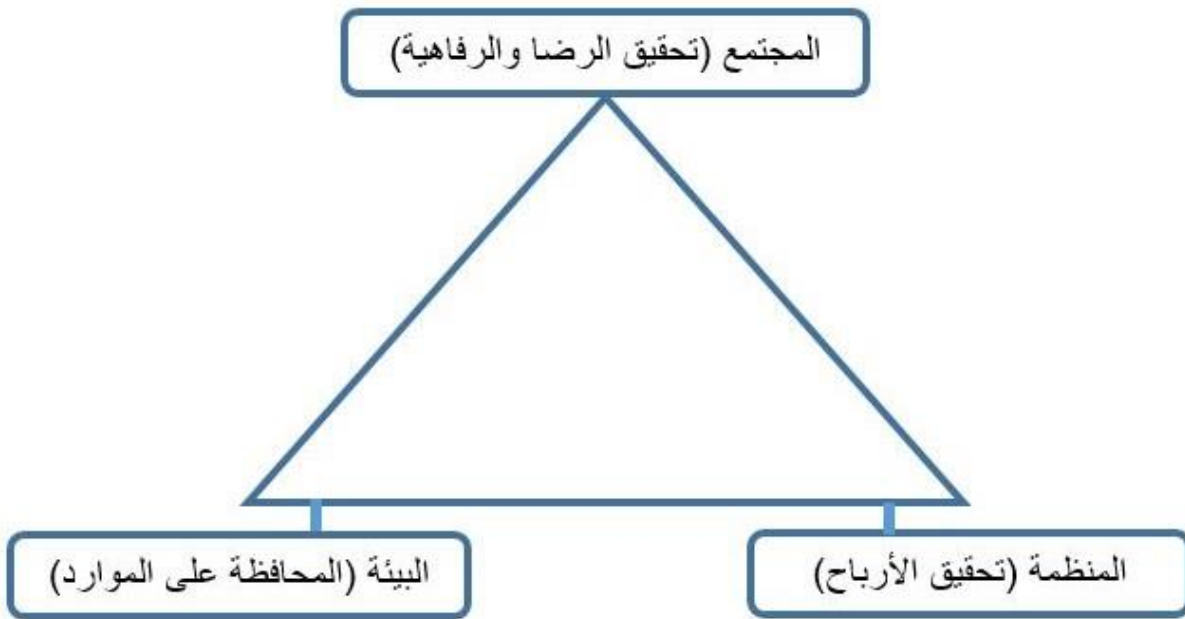 المجتمع (تحقيق الرضا والرفاهية)
المنظمة (تحقيق الأرباح)
البيئة (المحافظة على الموارد)